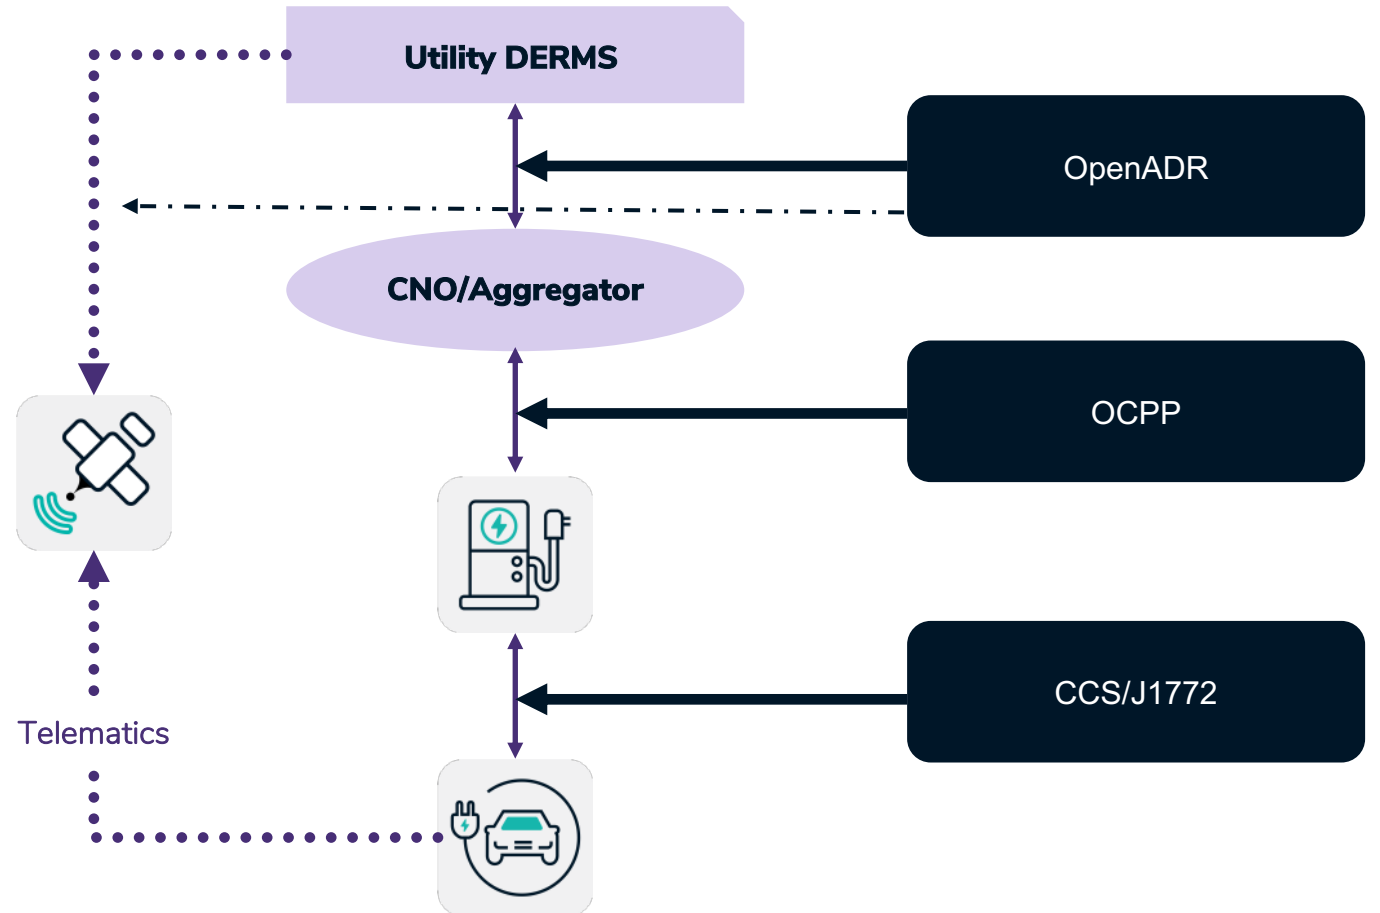 Utility DERMS
OpenADR
CNO/Aggregator
OCPP
CCS/J1772
Telematics